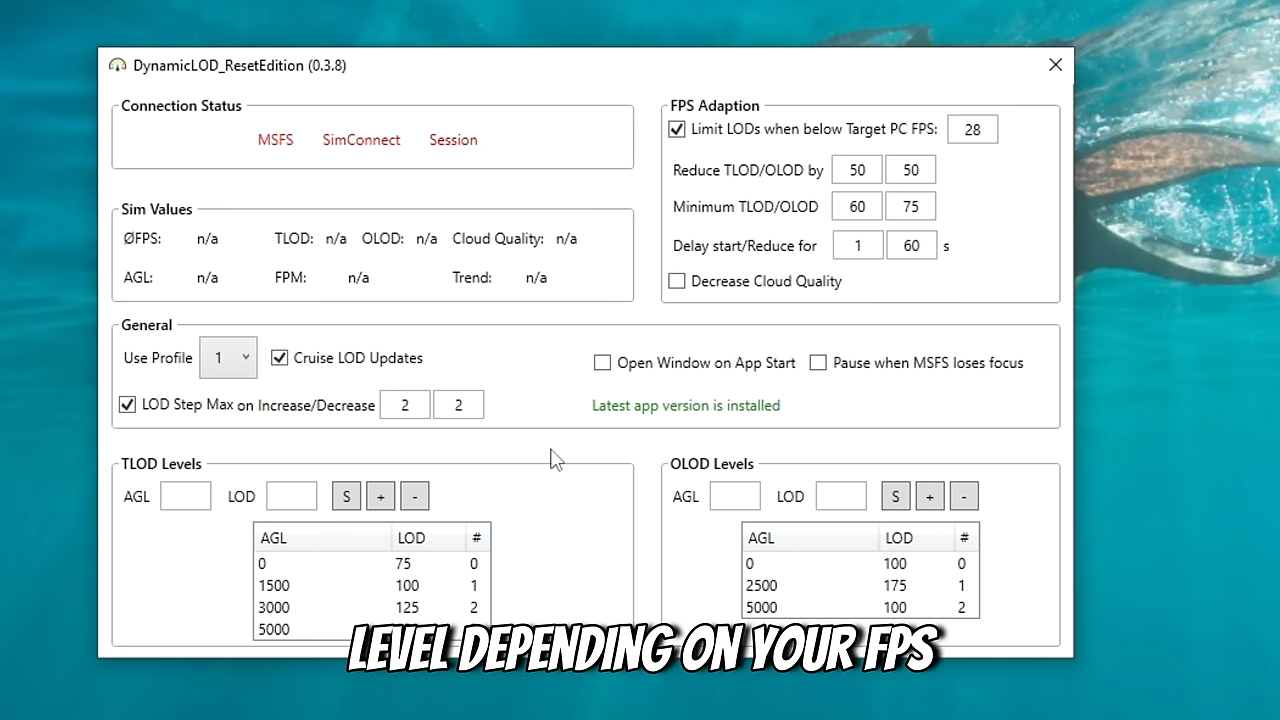 DynamicLOD_ResetEdition (0.3.8)
Connection Status
MSFS SimConnect Session
Sim Values
ØFPS: n/a TLOD: n/a OLOD: n/a Cloud Quality: n/a
AGL: n/a FPM: n/a Trend: n/a
FPS Adaption
Limit LODs when below Target PC FPS: 28
Reduce TLOD/OLOD by 50 50
Minimum TLOD/OLOD 60 75
Delay start/Reduce for 1 60 s
Decrease Cloud Quality
General
Use Profile 1 Cruise LOD Updates Open Window on App Start Pause when MSFS loses focus
LOD Step Max on Increase/Decrease 2 2 Latest app version is installed
TLOD Levels
AGL LOD S + -
AGL LOD #
0 75 0
1500 100 1
3000 125 2
5000
OLOD Levels
AGL LOD S + -
AGL LOD #
0 100 0
2500 175 1
5000 100 2
LEVEL DEPENDING ON YOUR FPS